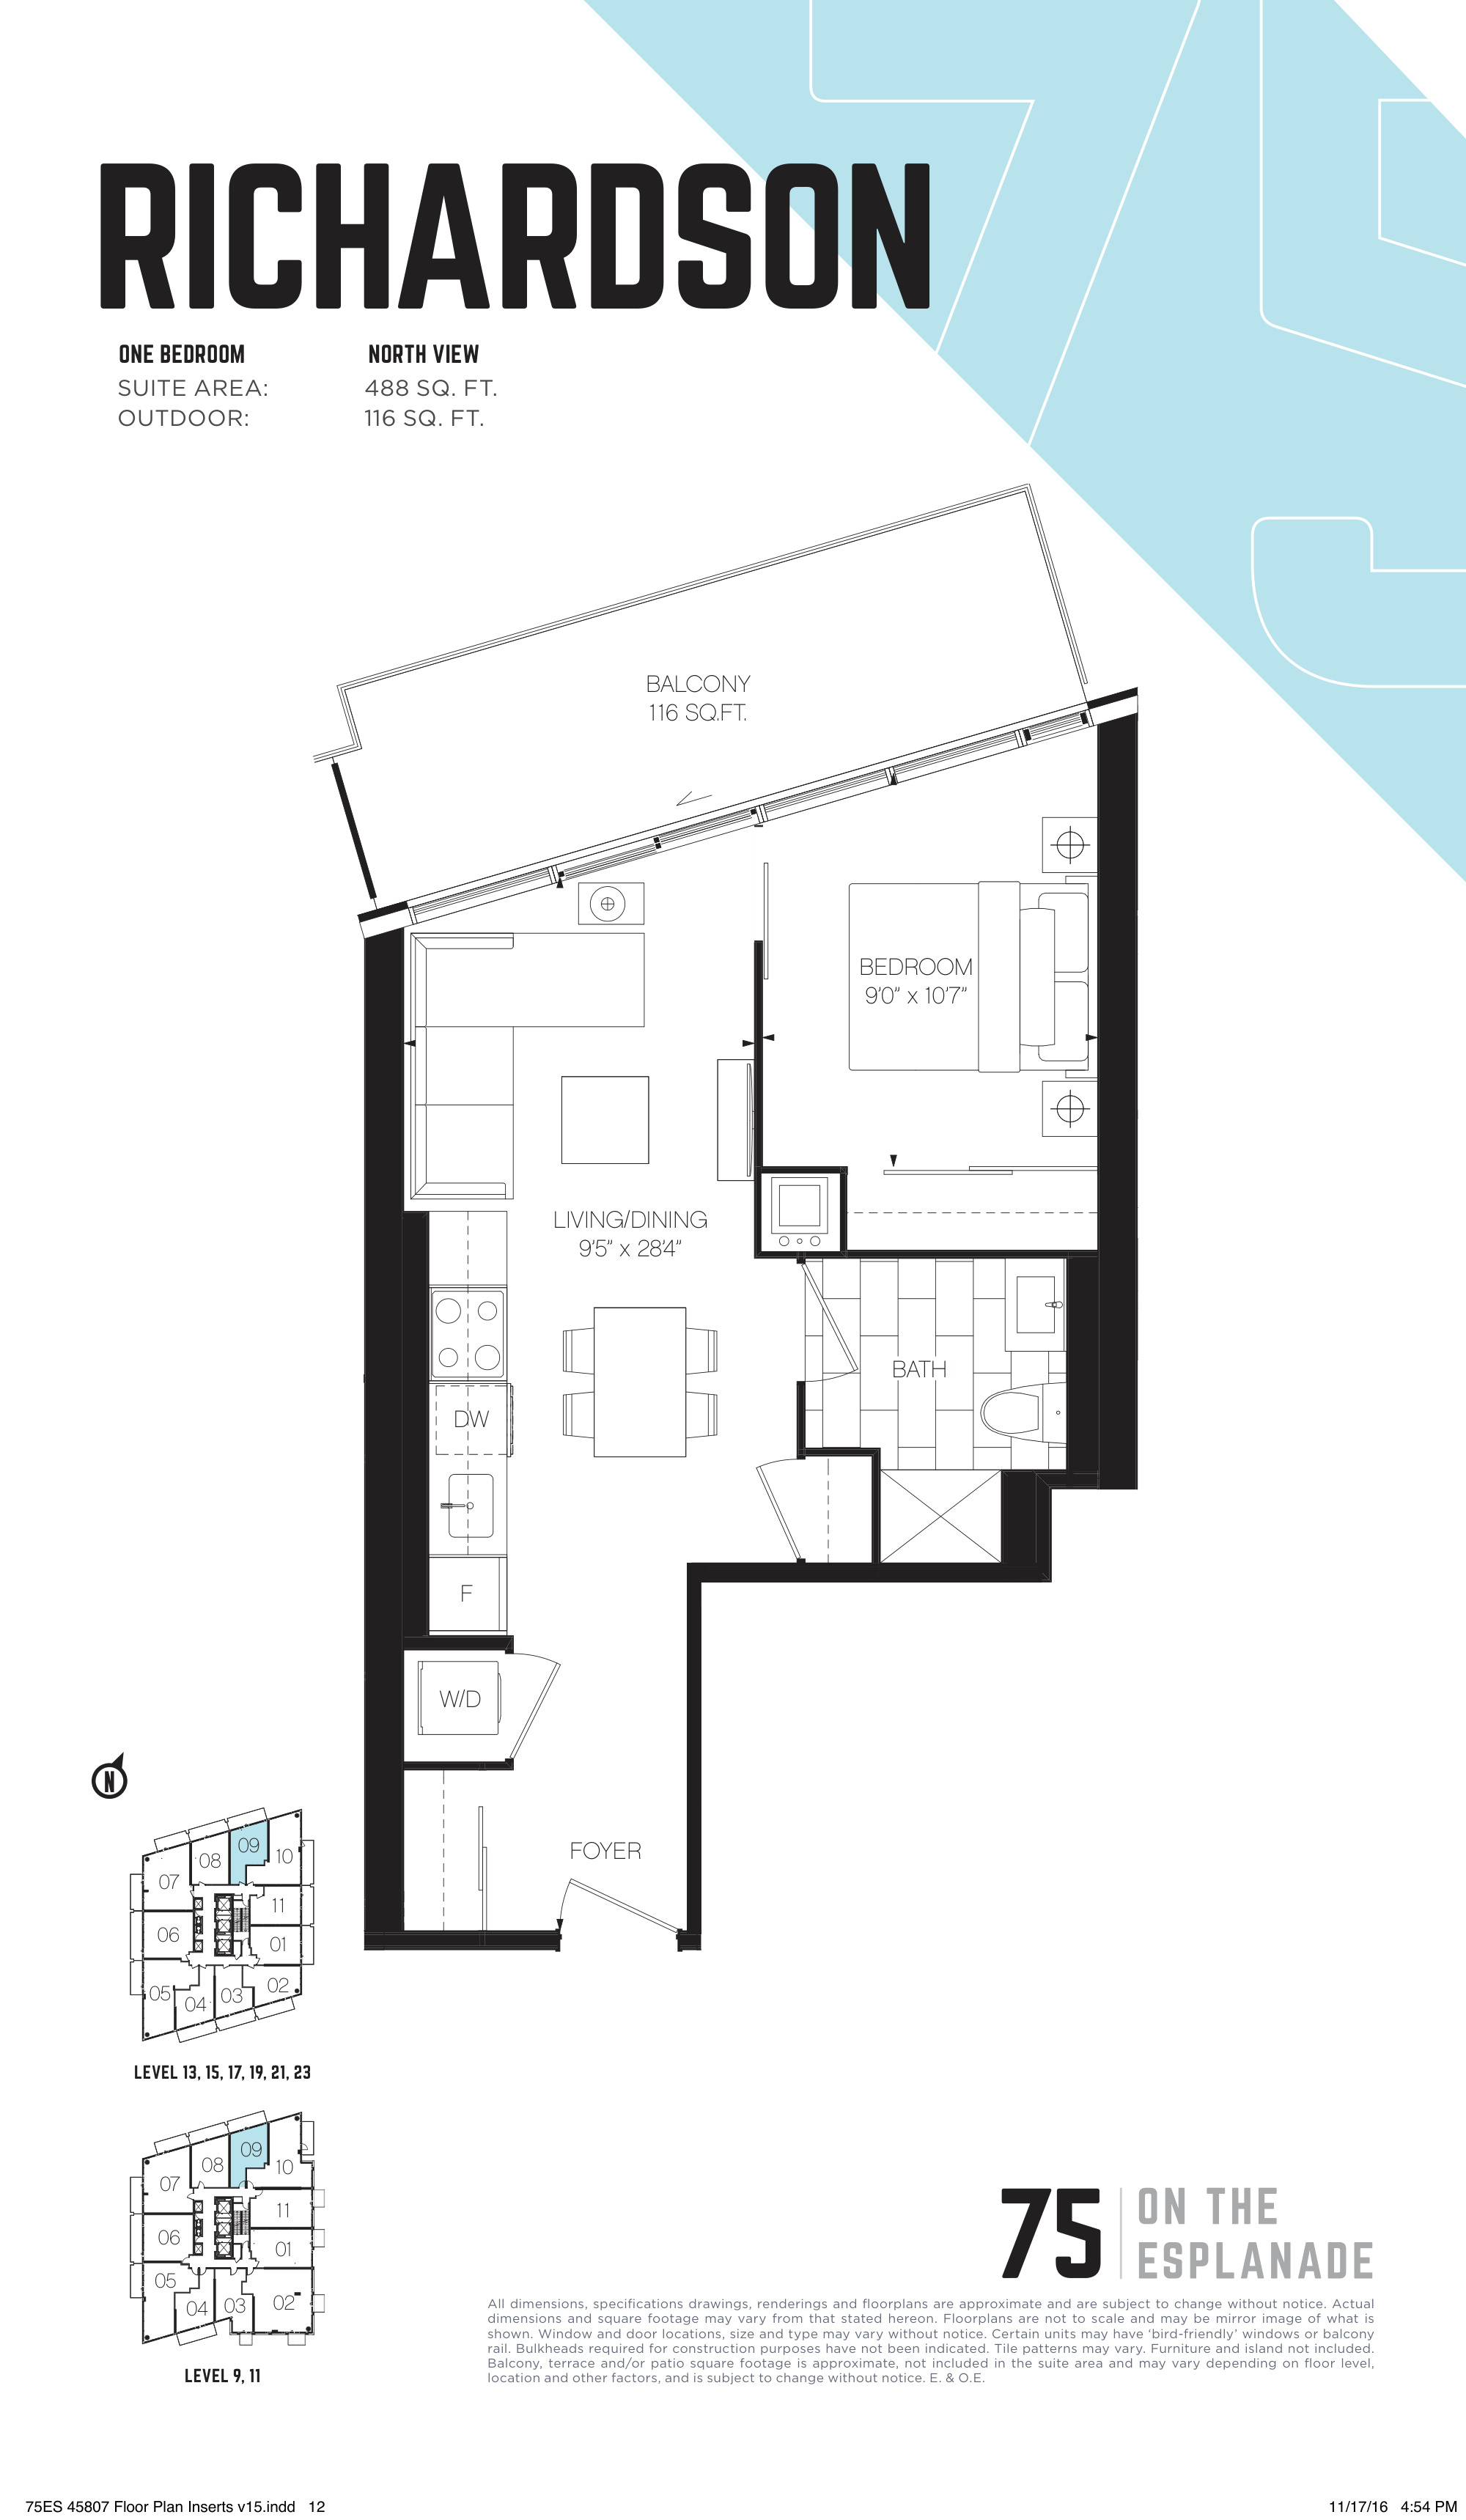 RICHARDSON
ONE BEDROOM NORTH VIEW
SUITE AREA: 488 SQ. FT.
OUTDOOR: 116 SQ. FT.
BALCONY
116 SQ.FT.
BEDROOM
9'0" x 10'7"
LIVING/DINING
9'5" x 28'4"
BATH
DW
F
W/D
FOYER
N
09
10
08
07
11
06
01
05
04
03
02
LEVEL 13, 15, 17, 19, 21, 23
09
10
08
07
11
06
01
05
04
03
02
LEVEL 9, 11
75 ON THE
ESPLANADE
All dimensions, specifications drawings, renderings and floorplans are approximate and are subject to change without notice. Actual
dimensions and square footage may vary from that stated hereon. Floorplans are not to scale and may be mirror image of what is
shown. Window and door locations, size and type may vary without notice. Certain units may have ‘bird-friendly’ windows or balcony
rail. Bulkheads required for construction purposes have not been indicated. Tile patterns may vary. Furniture and island not included.
Balcony, terrace and/or patio square footage is approximate, not included in the suite area and may vary depending on floor level,
location and other factors, and is subject to change without notice. E. & O.E.
75ES 45807 Floor Plan Inserts v15.indd 12 11/17/16 4:54 PM